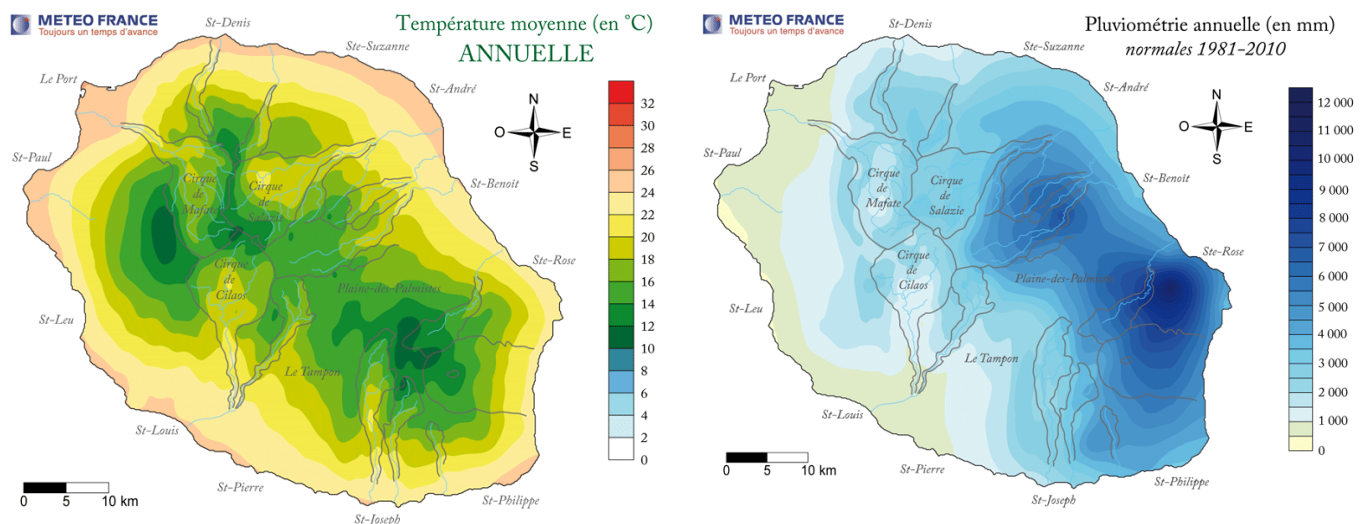 METEO FRANCE
Toujours un temps d'avance
Température moyenne (en °C)
ANNUELLE
St-Denis
Ste-Suzanne
Le Port
St-André
St-Paul
St-Benoit
Ste-Rose
St-Leu
St-Louis
St-Pierre
St-Joseph
St-Philippe
Cirque
de
Mafate
Cirque
de
Salazie
Cirque
de
Cilaos
Plaine-des-Palmistes
Le Tampon
N
O
E
S
32
30
28
26
24
22
20
18
16
14
12
10
8
6
4
2
0
0
5
10 km
METEO FRANCE
Toujours un temps d'avance
Pluviométrie annuelle (en mm)
normales 1981-2010
St-Denis
Ste-Suzanne
Le Port
St-André
St-Paul
St-Benoit
Ste-Rose
St-Leu
St-Louis
St-Pierre
St-Joseph
St-Philippe
Cirque
de
Mafate
Cirque
de
Salazie
Cirque
de
Cilaos
Plaine-des-Palmistes
Le Tampon
N
O
E
S
12 000
11 000
10 000
9 000
8 000
7 000
6 000
5 000
4 000
3 000
2 000
1 000
0
0
5
10 km